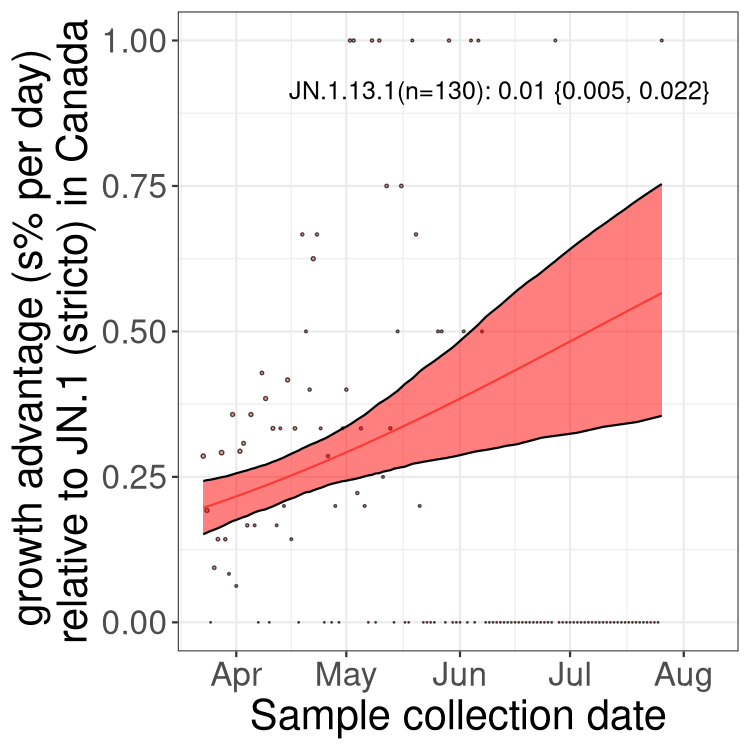 growth advantage (s% per day)
relative to JN.1 (stricto) in Canada
1.00
0.75
0.50
0.25
0.00
JN.1.13.1(n=130): 0.01 {0.005, 0.022}
Apr May Jun Jul Aug
Sample collection date